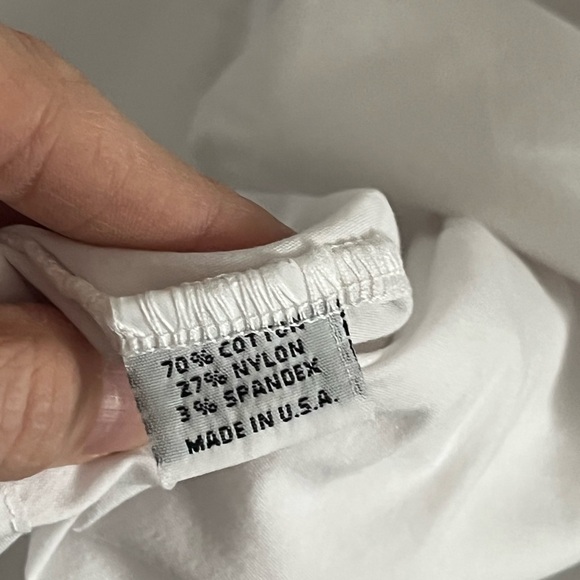 70% COTTON
27% NYLON
3% SPANDEX
MADE IN U.S.A.